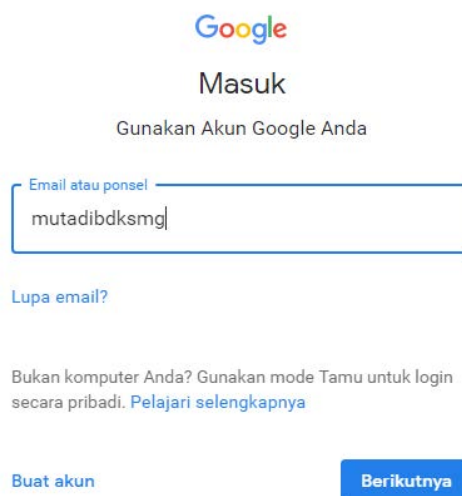 Google
Masuk
Gunakan Akun Google Anda
Email atau ponsel
mutadibdksmg
Lupa email?
Bukan komputer Anda? Gunakan mode Tamu untuk login
secara pribadi. Pelajari selengkapnya
Buat akun
Berikutnya